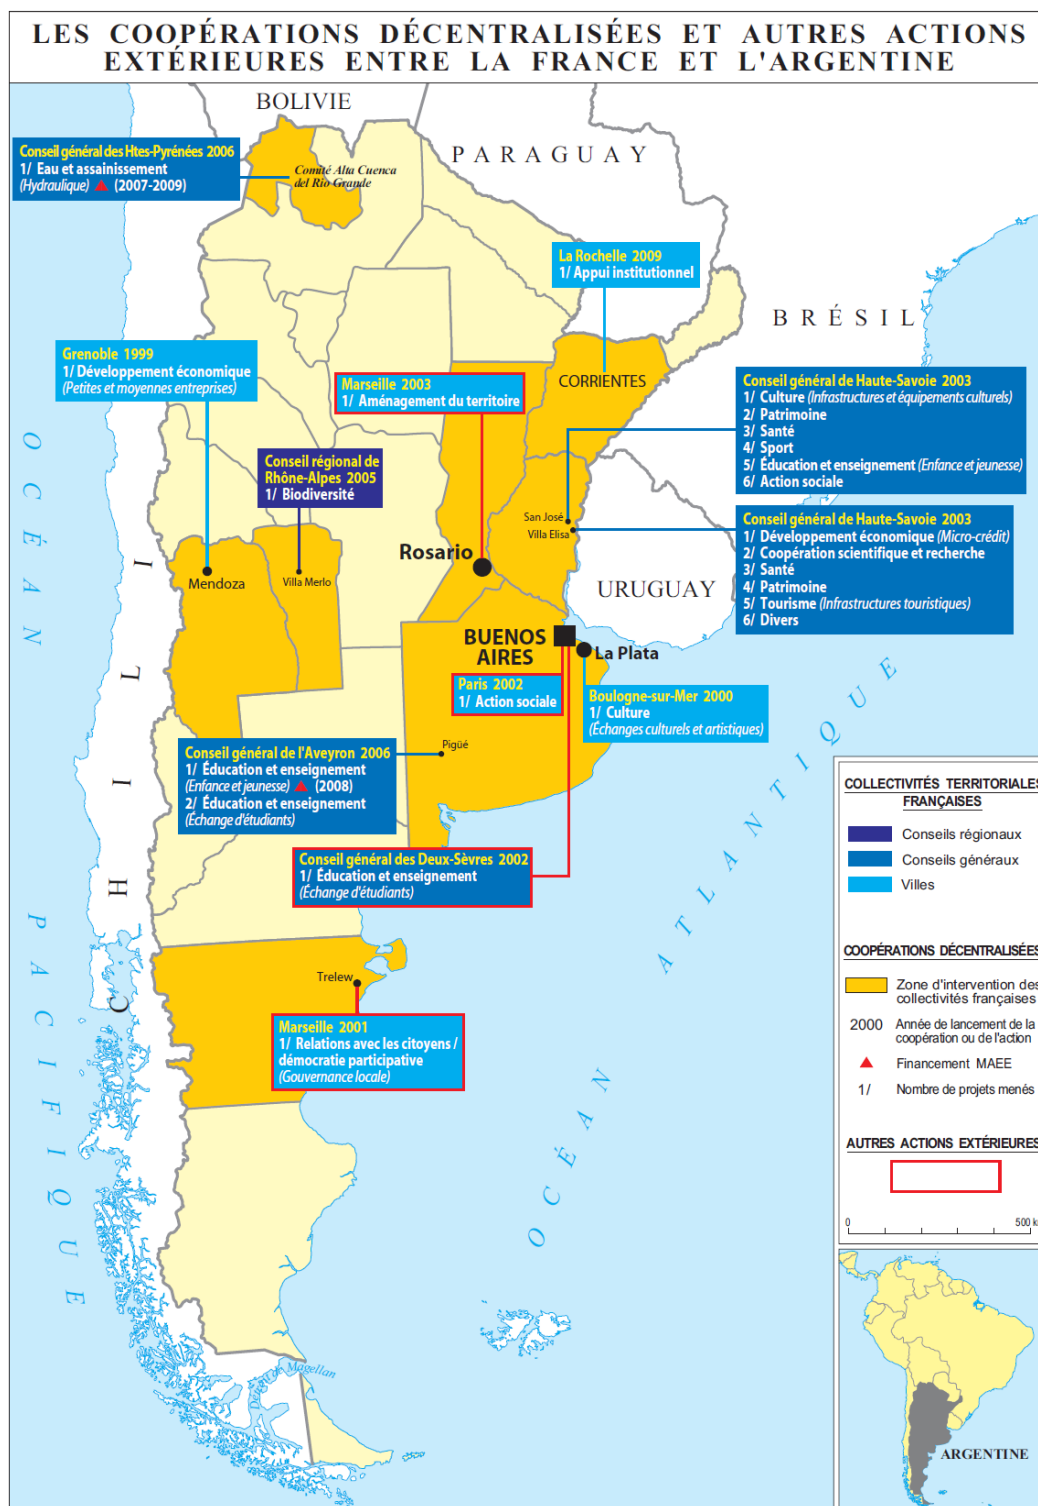 LES COOPÉRATIONS DÉCENTRALISÉES ET AUTRES ACTIONS
EXTÉRIEURES ENTRE LA FRANCE ET L'ARGENTINE
BOLIVIE
PARAGUAY
Conseil général des Htes-Pyrénées 2006
1/ Eau et assainissement
(Hydraulique) (2007-2009)
Comité Alta Cuenca
del Rio Grande
La Rochelle 2009
1/ Appui institutionnel
BRÉSIL
Grenoble 1999
1/ Développement économique
(Petites et moyennes entreprises)
Marseille 2003
1/ Aménagement du territoire
CORRIENTES
Conseil général de Haute-Savoie 2003
1/ Culture (Infrastructures et équipements culturels)
2/ Patrimoine
3/ Santé
4/ Sport
5/ Éducation et enseignement (Enfance et jeunesse)
6/ Action sociale
Conseil régional de
Rhône-Alpes 2005
1/ Biodiversité
San José
Villa Elisa
Conseil général de Haute-Savoie 2003
1/ Développement économique (Micro-crédit)
2/ Coopération scientifique et recherche
3/ Santé
4/ Patrimoine
5/ Tourisme (Infrastructures touristiques)
6/ Divers
Rosario
Mendoza
Villa Merlo
URUGUAY
BUENOS
AIRES
La Plata
Paris 2002
1/ Action sociale
Boulogne-sur-Mer 2000
1/ Culture
(Échanges culturels et artistiques)
Pigüé
Conseil général de l'Aveyron 2006
1/ Éducation et enseignement
(Enfance et jeunesse) (2008)
2/ Éducation et enseignement
(Échange d'étudiants)
Conseil général des Deux-Sèvres 2002
1/ Éducation et enseignement
(Échange d'étudiants)
Trelew
Marseille 2001
1/ Relations avec les citoyens /
démocratie participative
(Gouvernance locale)
CHILI
OCÉAN PACIFIQUE
OCÉAN ATLANTIQUE
Magellan
COLLECTIVITÉS TERRITORIALES
FRANÇAISES
Conseils régionaux
Conseils généraux
Villes
COOPÉRATIONS DÉCENTRALISÉES
Zone d'intervention des
collectivités françaises
2000 Année de lancement de la
coopération ou de l'action
Financement MAEE
1/ Nombre de projets menés
AUTRES ACTIONS EXTÉRIEURES
0 500 k
ARGENTINE